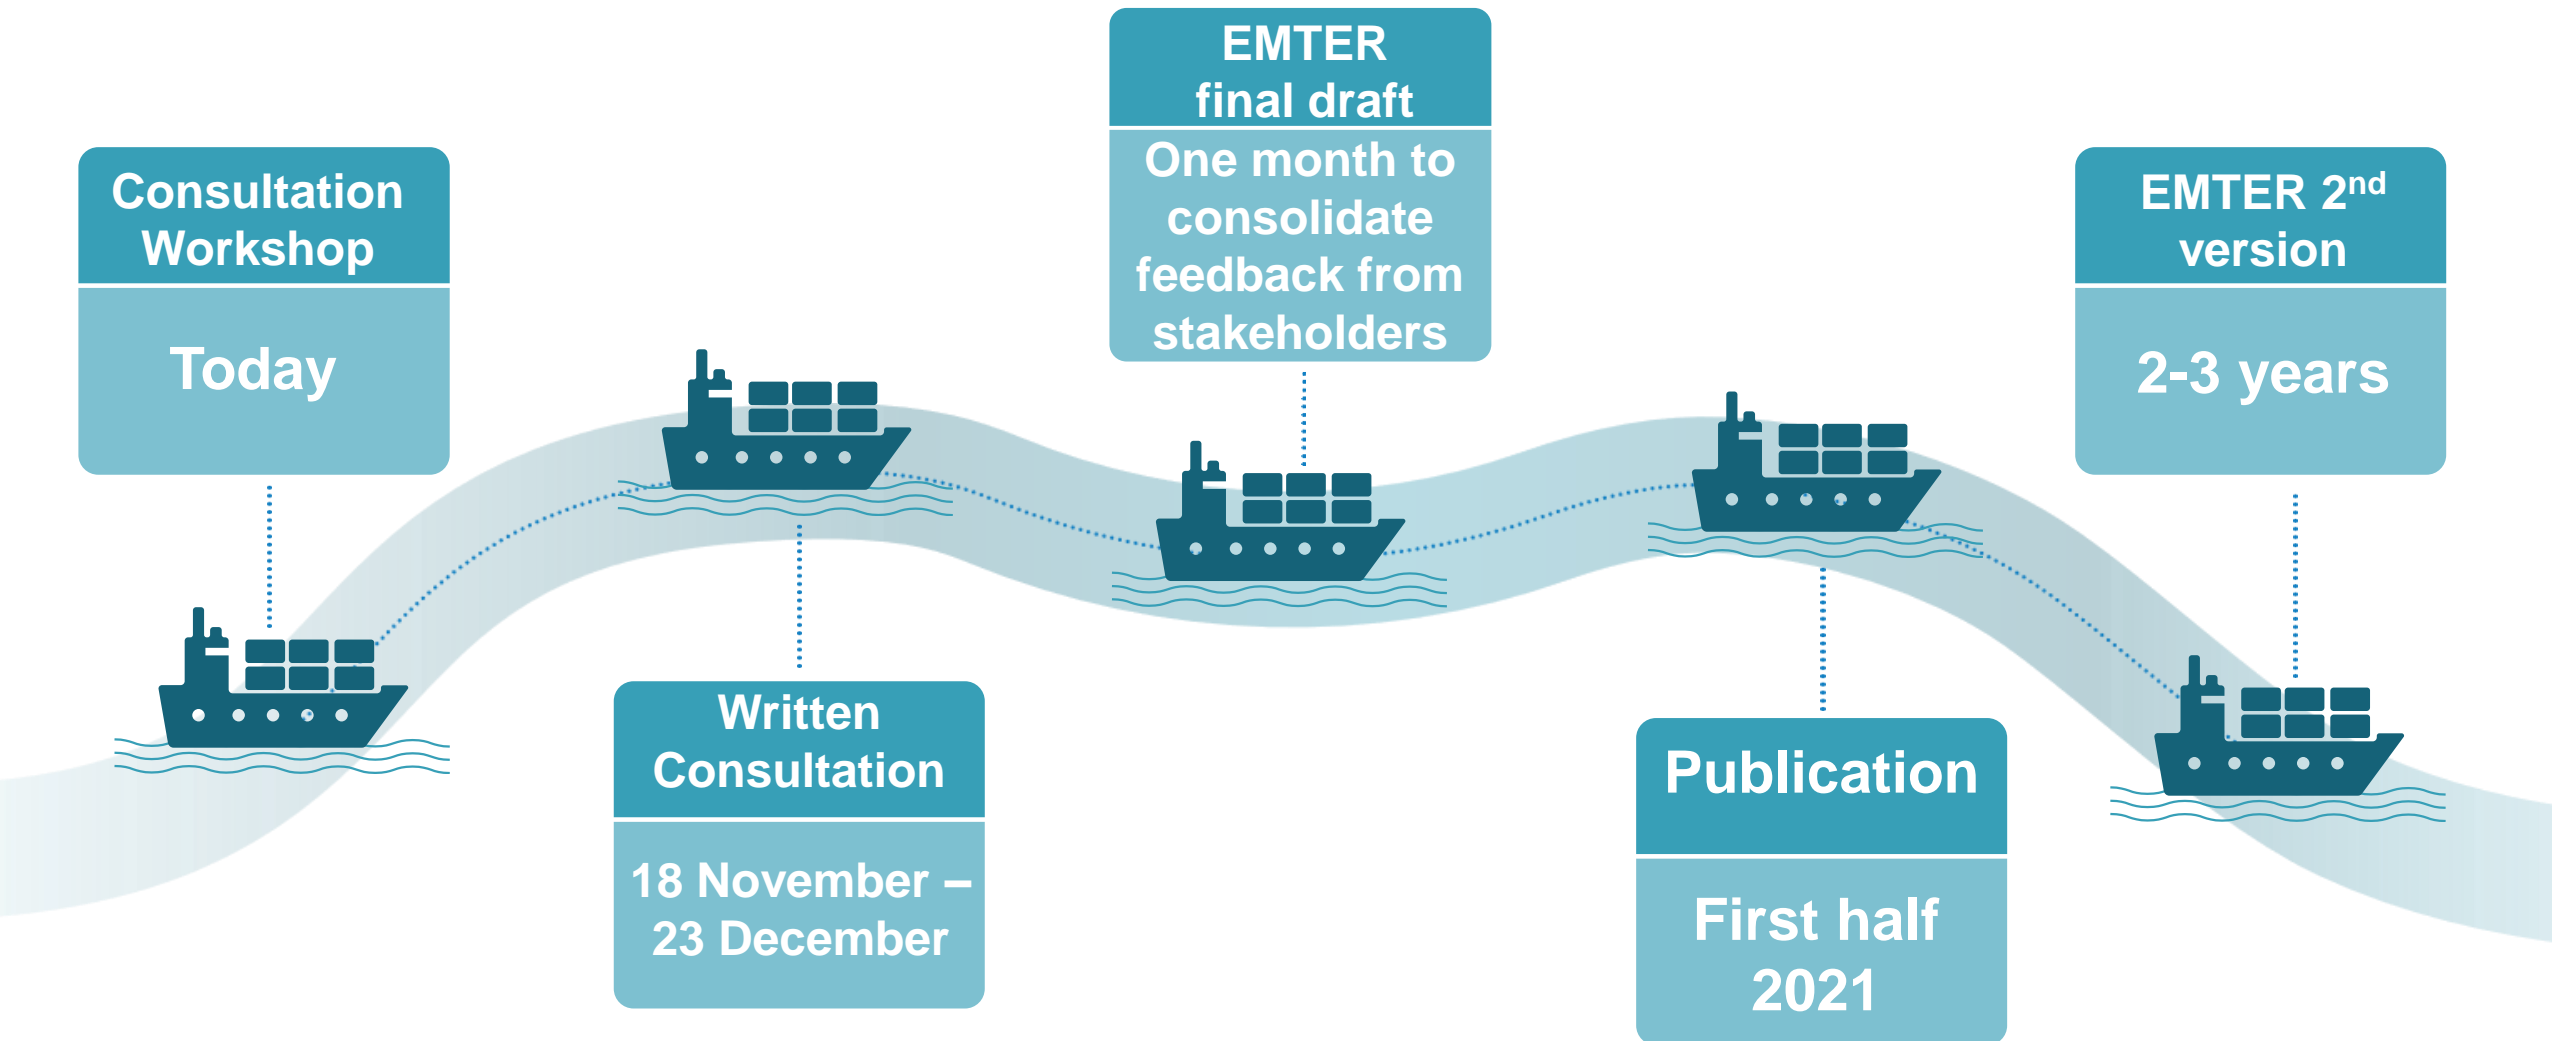 Consultation
Workshop
Today
Written
Consultation
18 November –
23 December
EMTER
final draft
One month to
consolidate
feedback from
stakeholders
Publication
First half
2021
EMTER 2nd
version
2-3 years